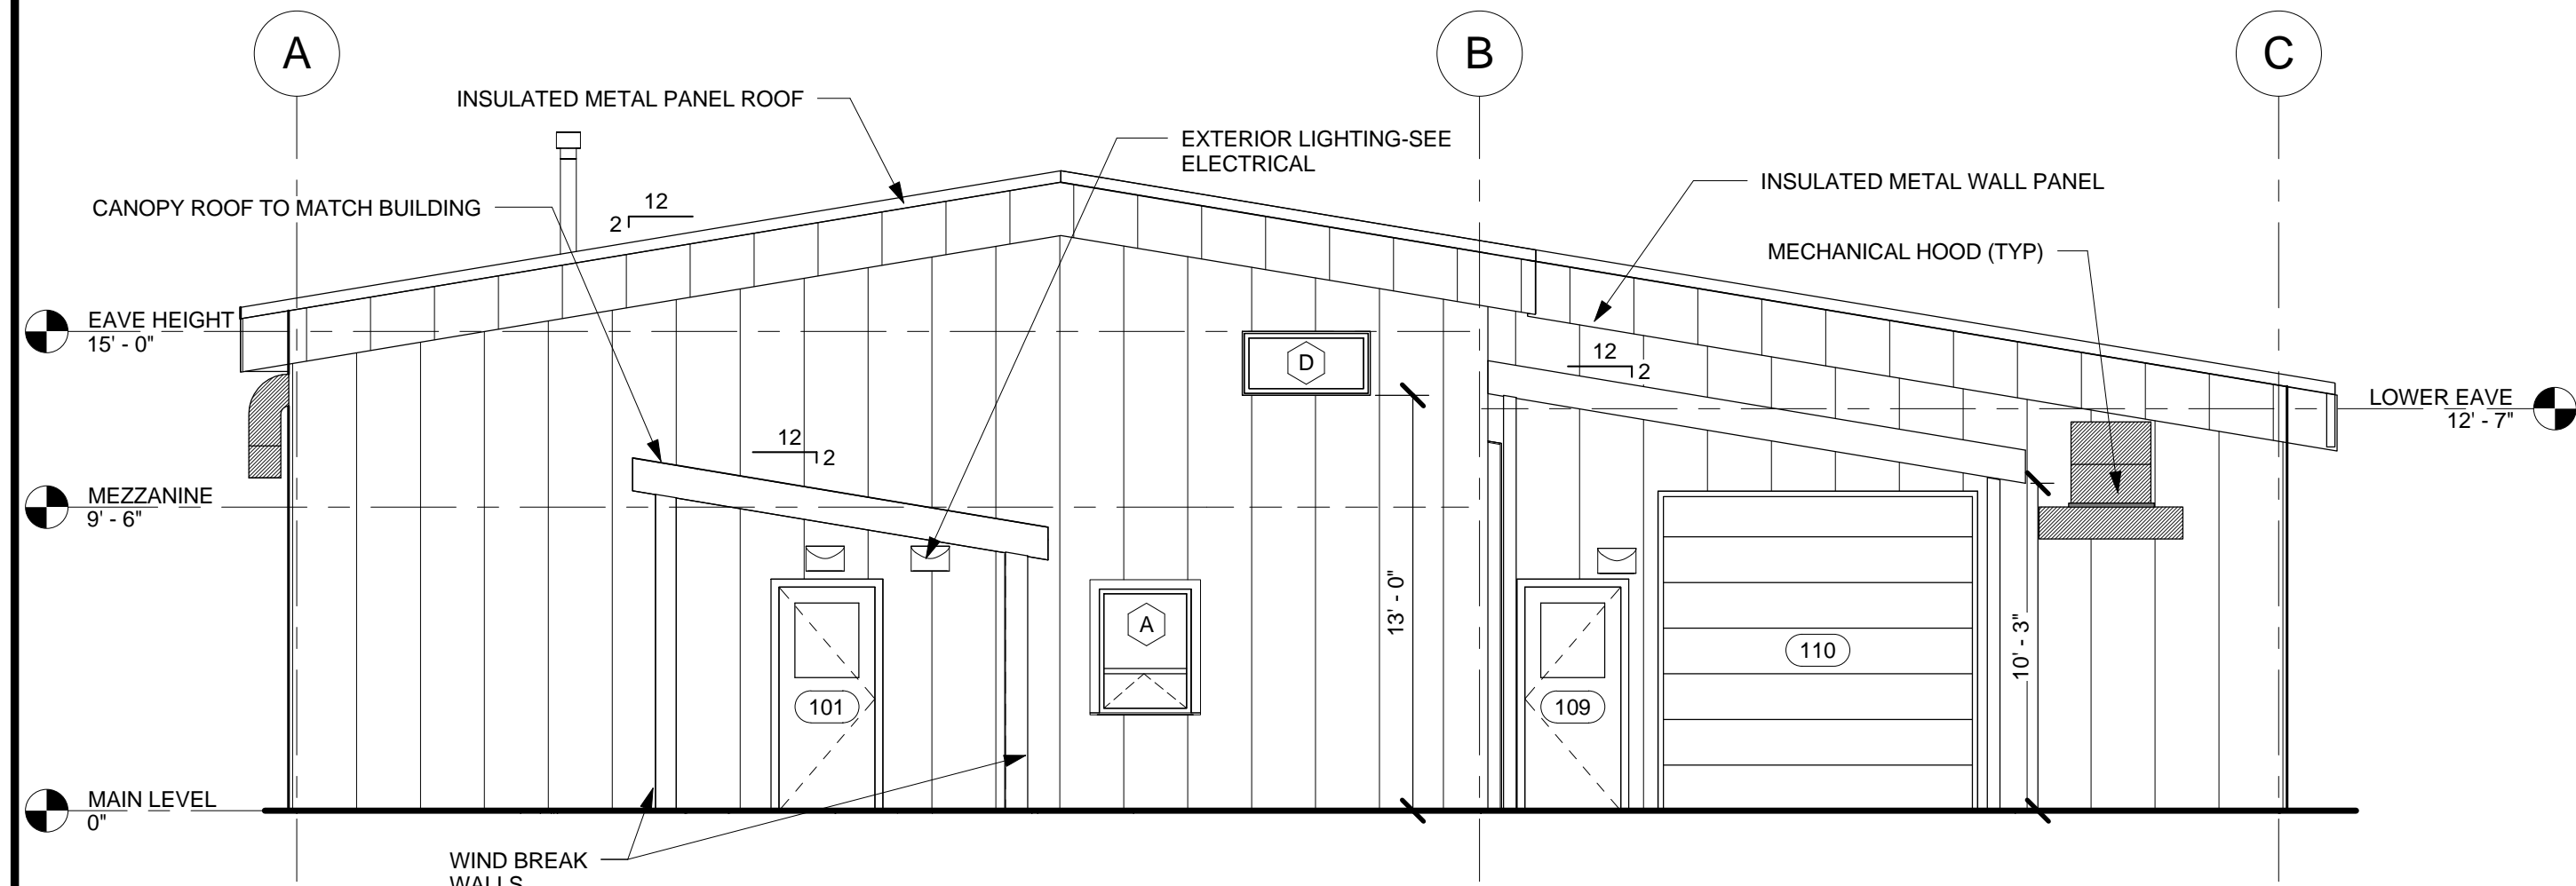 A
B
C
INSULATED METAL PANEL ROOF
EXTERIOR LIGHTING-SEE
ELECTRICAL
INSULATED METAL WALL PANEL
CANOPY ROOF TO MATCH BUILDING
12
2
MECHANICAL HOOD (TYP)
EAVE HEIGHT
15' - 0"
D
12
2
LOWER EAVE
12' - 7"
12
2
MEZZANINE
9' - 6"
13' - 0"
A
10' - 3"
110
101
109
MAIN LEVEL
0"
WIND BREAK
WALLS